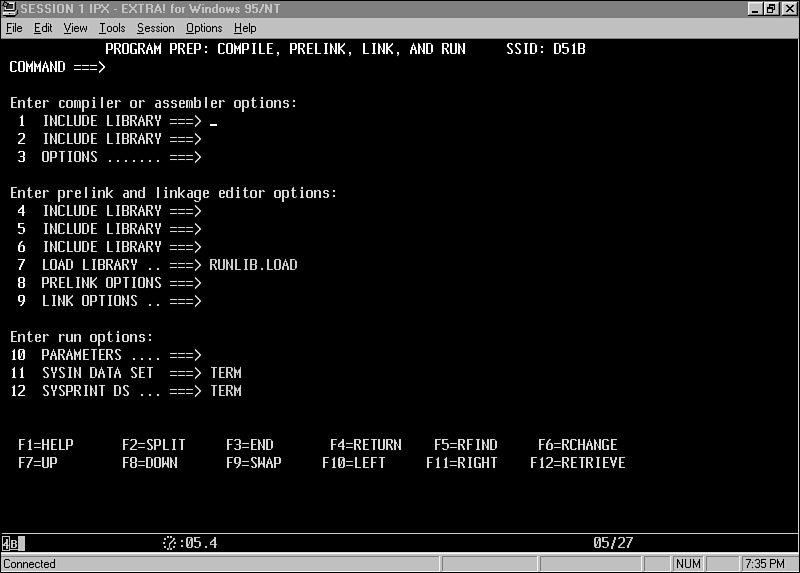 SESSION 1 IPX - EXTRA! for Windows 95/NT
File Edit View Tools Session Options Help
PROGRAM PREP: COMPILE, PRELINK, LINK, AND RUN SSID: D51B
COMMAND ===>
Enter compiler or assembler options:
1 INCLUDE LIBRARY ===> _
2 INCLUDE LIBRARY ===>
3 OPTIONS ....... ===>
Enter prelink and linkage editor options:
4 INCLUDE LIBRARY ===>
5 INCLUDE LIBRARY ===>
6 INCLUDE LIBRARY ===>
7 LOAD LIBRARY .. ===> RUNLIB.LOAD
8 PRELINK OPTIONS ===>
9 LINK OPTIONS .. ===>
Enter run options:
10 PARAMETERS .... ===>
11 SYSIN DATA SET ===> TERM
12 SYSPRINT DS ... ===> TERM
F1=HELP F2=SPLIT F3=END F4=RETURN F5=RFIND F6=RCHANGE
F7=UP F8=DOWN F9=SWAP F10=LEFT F11=RIGHT F12=RETRIEVE
4B :05.4 05/27
Connected NUM 7:35 PM